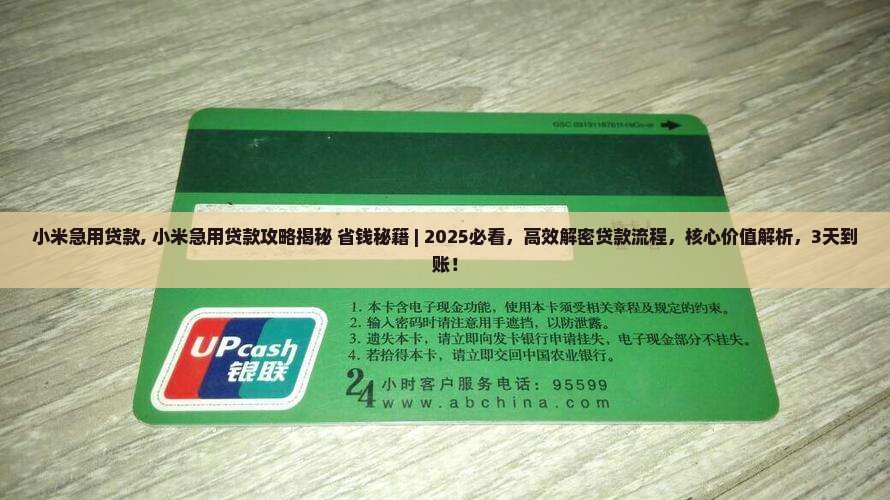 小米急用贷款, 小米急用贷款攻略揭秘 省钱秘籍 | 2025必看，高效解密贷款流程，核心价值解析，3天到
账！
1. 本卡含电子现金功能，使用本卡须受相关章程及规定的约束。
2. 输入密码时请注意用手遮挡，以防泄露。
3. 遗失本卡，请立即向发卡银行申请挂失，电子现金部分不挂失。
4. 若拾得本卡，请立即交回中国农业银行。
UPcash
银联
24小时客户服务电话：95599
www.abchina.com